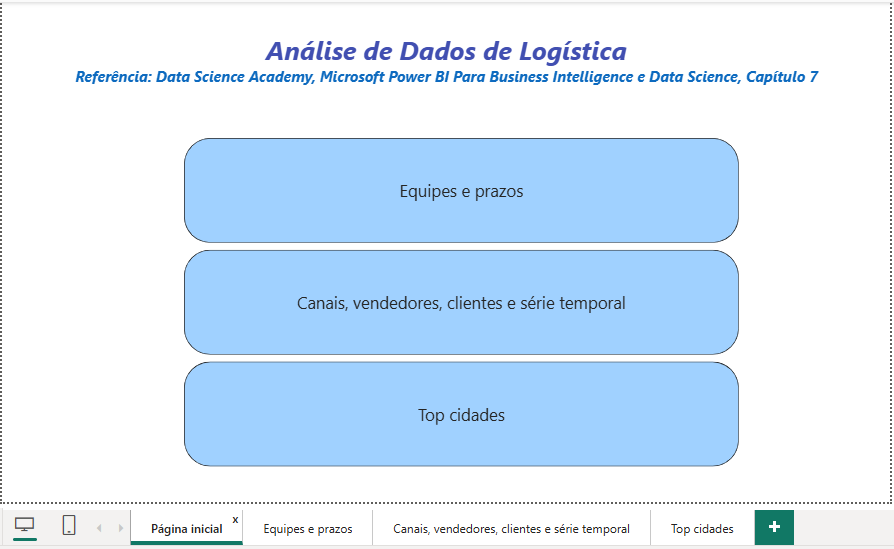 Análise de Dados de Logística
Referência: Data Science Academy, Microsoft Power BI Para Business Intelligence e Data Science, Capítulo 7
Equipes e prazos
Canais, vendedores, clientes e série temporal
Top cidades
Página inicial x Equipes e prazos Canais, vendedores, clientes e série temporal Top cidades +